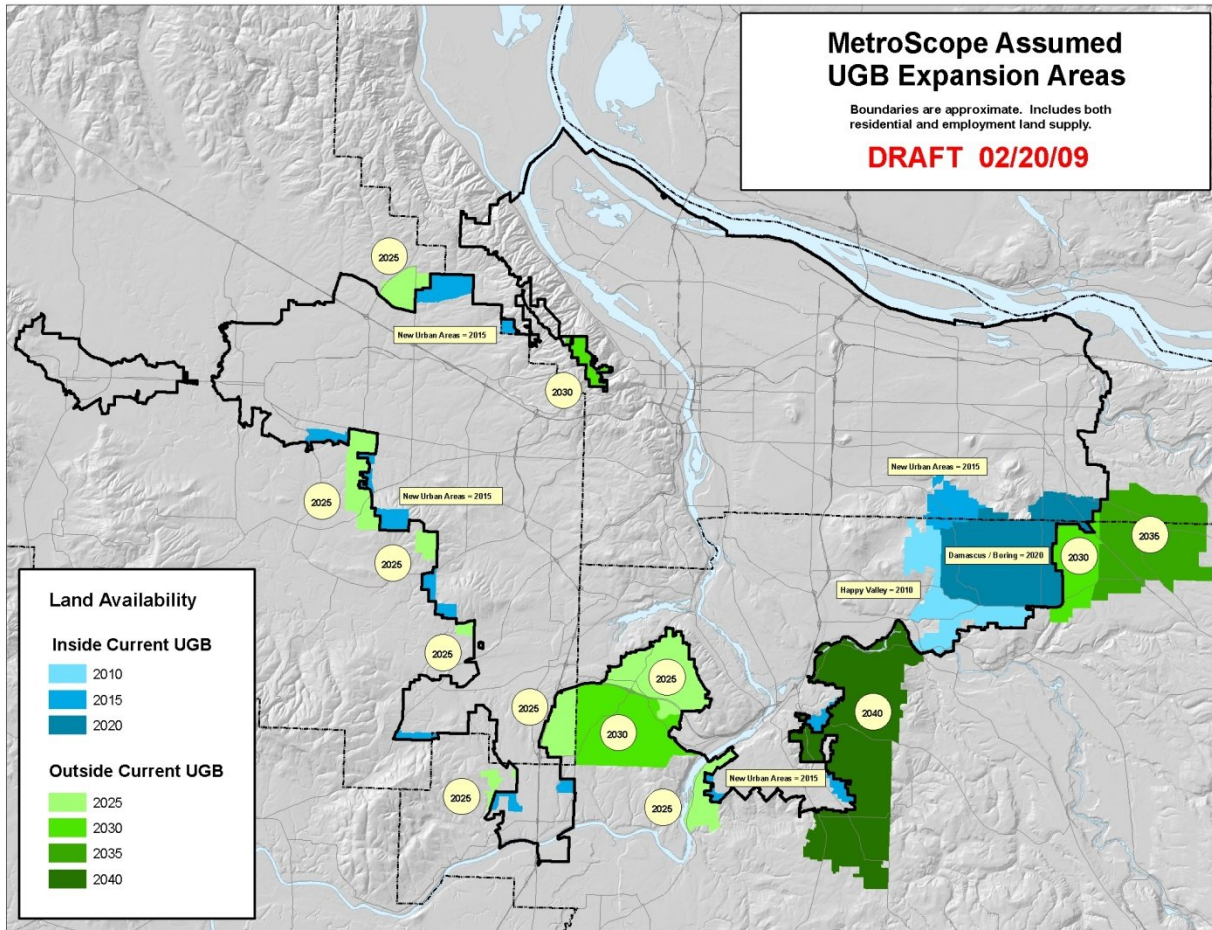 MetroScope Assumed
UGB Expansion Areas
Boundaries are approximate. Includes both
residential and employment land supply.
DRAFT 02/20/09
2025
New Urban Areas = 2015
2030
New Urban Areas = 2015
2025
New Urban Areas = 2015
2025
Damascus / Boring = 2020
2030
2035
Happy Valley = 2010
2025
2025
2025
2030
2040
New Urban Areas = 2015
2025
2025
Land Availability
Inside Current UGB
2010
2015
2020
Outside Current UGB
2025
2030
2035
2040